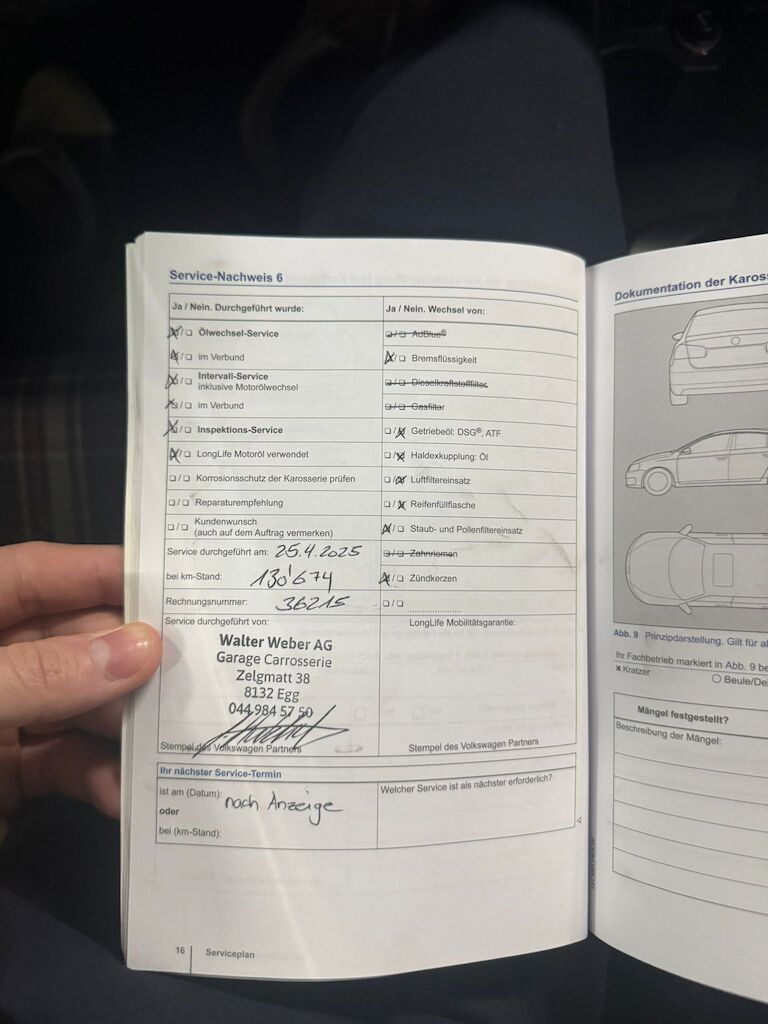 Service-Nachweis 6
Ja / Nein. Durchgeführt wurde:
☒/❑ Ölwechsel-Service
☒/❑ im Verbund
☒/❑ Intervall-Service
inklusive Motorölwechsel
☒/❑ im Verbund
☒/❑ Inspektions-Service
☒/❑ LongLife Motoröl verwendet
❑/❑ Korrosionsschutz der Karosserie prüfen
❑/❑ Reparaturempfehlung
❑/❑ Kundenwunsch
(auch auf dem Auftrag vermerken)
Service durchgeführt am: 25.4.2025
bei km-Stand: 130'674
Rechnungsnummer: 36215
Service durchgeführt von:
Walter Weber AG
Garage Carrosserie
Zelgmatt 38
8132 Egg
044 984 57 50
Stempel des Volkswagen Partners
Ja / Nein. Wechsel von:
❑/❑ AdBlue®
☒/❑ Bremsflüssigkeit
❑/❑ Dieselkraftstofffilter
❑/❑ Gasfilter
❑/☒ Getriebeöl: DSG®, ATF
❑/☒ Haldexkupplung: Öl
❑/☒ Luftfiltereinsatz
❑/☒ Reifenfüllflasche
☒/❑ Staub- und Pollenfiltereinsatz
❑/❑ Zahnriemen
☒/❑ Zündkerzen
❑/❑ ....................
LongLife Mobilitätsgarantie:
Stempel des Volkswagen Partners
Ihr nächster Service-Termin
ist am (Datum): nach Anzeige
oder
bei (km-Stand):
Welcher Service ist als nächster erforderlich?
16 Serviceplan
Dokumentation der Kaross
Abb. 9 Prinzipdarstellung. Gilt für al
Ihr Fachbetrieb markiert in Abb. 9 be
x Kratzer
○ Beule/De
Mängel festgestellt?
Beschreibung der Mängel: